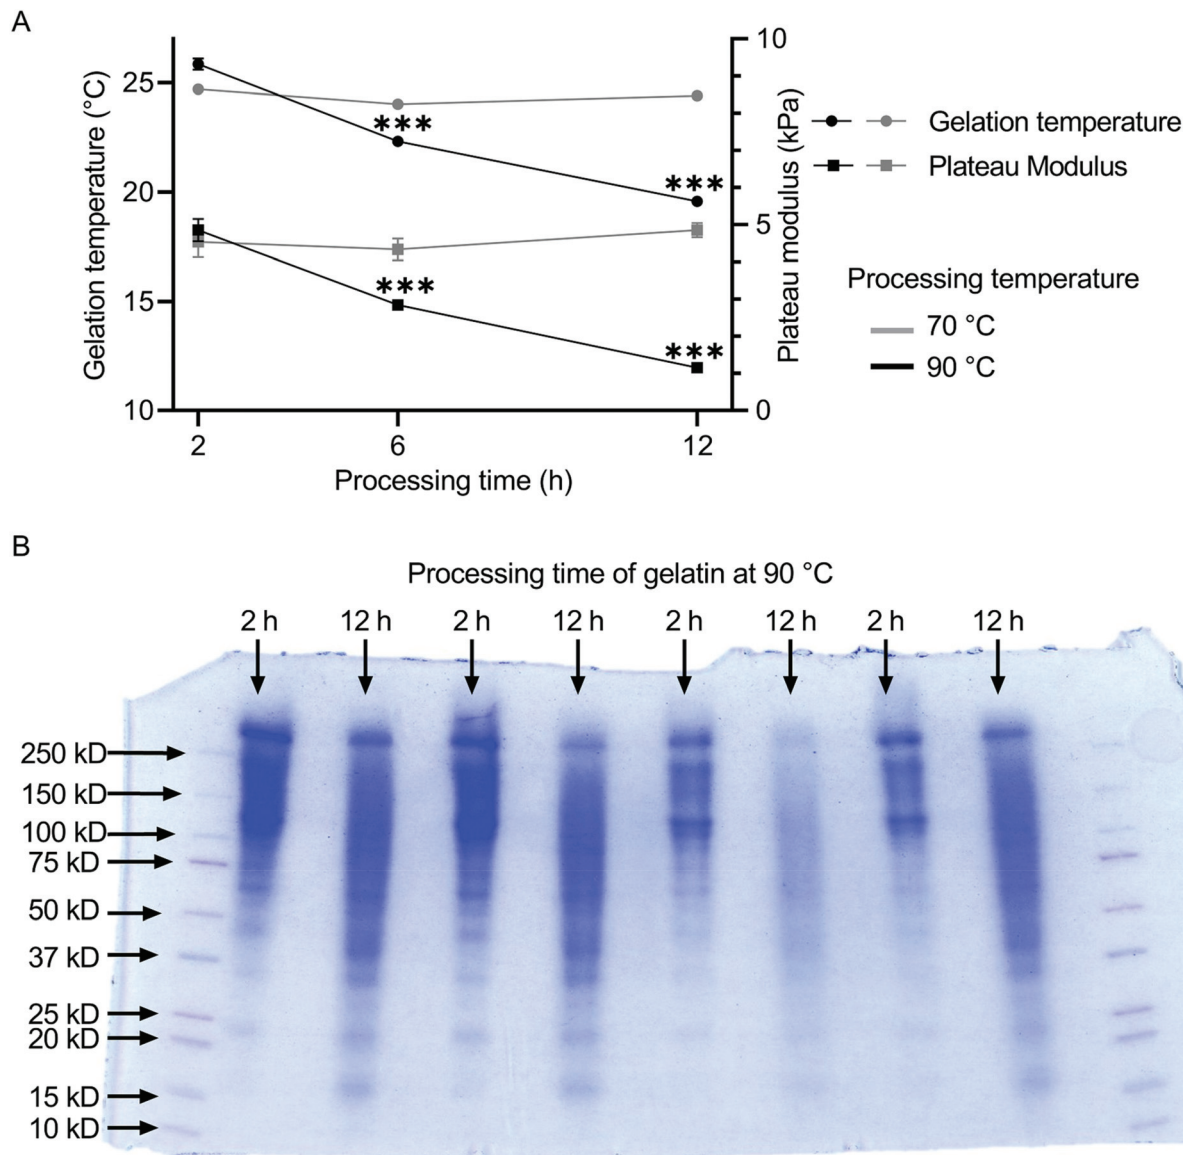 A
Gelation temperature (°C)
25
20
15
10
2
6
12
Processing time (h)
***
***
***
***
10
5
0
Plateau modulus (kPa)
Gelation temperature
Plateau Modulus
Processing temperature
70 °C
90 °C
B
Processing time of gelatin at 90 °C
2 h 12 h 2 h 12 h 2 h 12 h 2 h 12 h
250 kD
150 kD
100 kD
75 kD
50 kD
37 kD
25 kD
20 kD
15 kD
10 kD